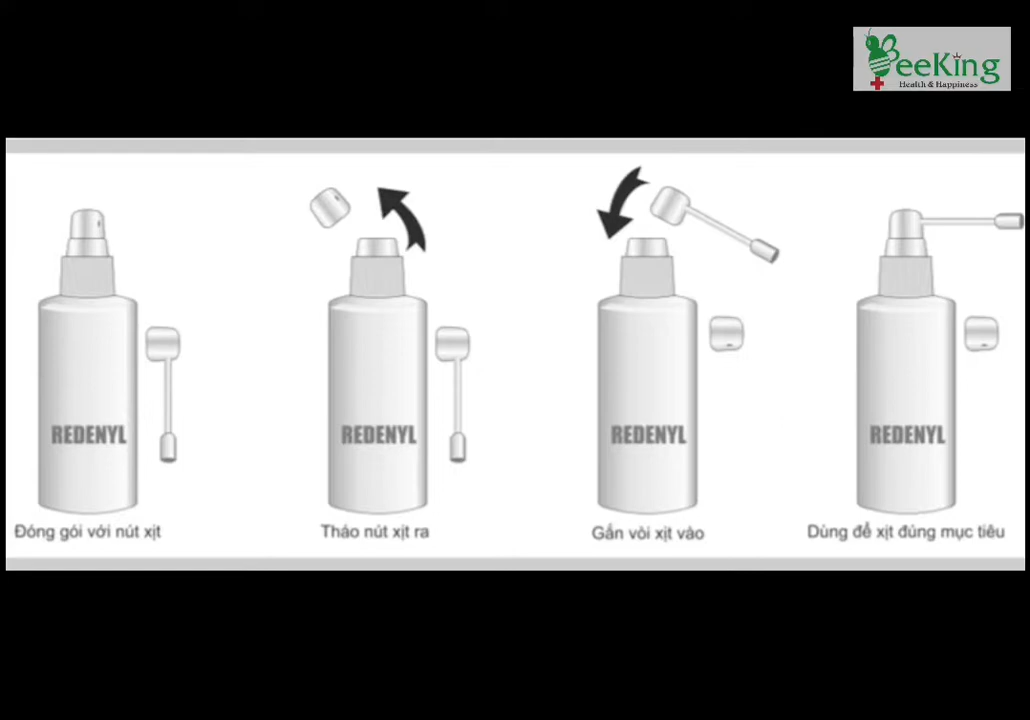 BeeKing
Health & Happiness
REDENYL
REDENYL
REDENYL
REDENYL
Đóng gói với nút xịt
Tháo nút xịt ra
Gắn vòi xịt vào
Dùng để xịt đúng mục tiêu